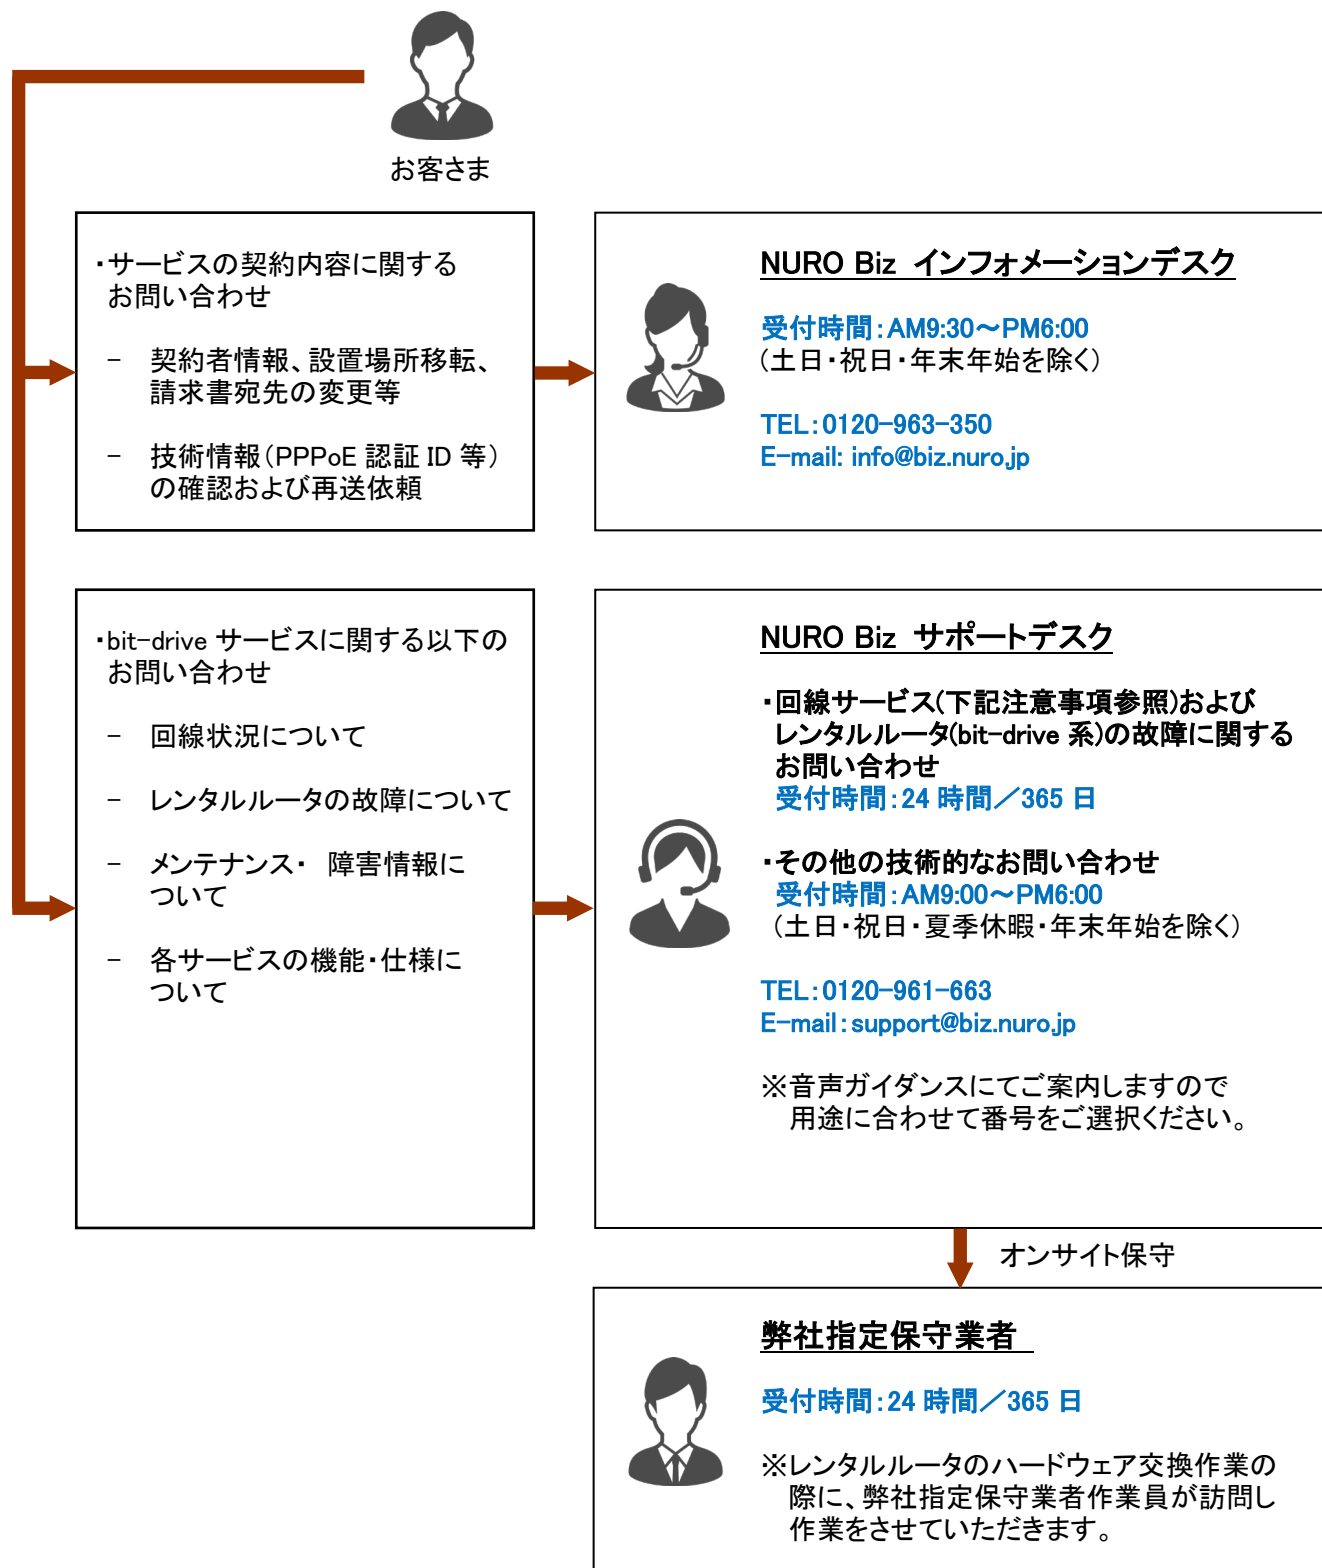 お客さま
・サービスの契約内容に関する
お問い合わせ
－ 契約者情報、設置場所移転、
請求書宛先の変更等
－ 技術情報（PPPoE 認証 ID 等）
の確認および再送依頼
NURO Biz インフォメーションデスク
受付時間：AM9:30～PM6:00
（土日・祝日・年末年始を除く）
TEL：0120-963-350
E-mail: info@biz.nuro.jp
・bit-drive サービスに関する以下の
お問い合わせ
－ 回線状況について
－ レンタルルータの故障について
－ メンテナンス・ 障害情報に
ついて
－ 各サービスの機能・仕様に
ついて
NURO Biz サポートデスク
・回線サービス(下記注意事項参照)および
レンタルルータ(bit-drive 系)の故障に関する
お問い合わせ
受付時間：24 時間／365 日
・その他の技術的なお問い合わせ
受付時間：AM9:00～PM6:00
（土日・祝日・夏季休暇・年末年始を除く）
TEL：0120-961-663
E-mail：support@biz.nuro.jp
※音声ガイダンスにてご案内しますので
用途に合わせて番号をご選択ください。
オンサイト保守
弊社指定保守業者
受付時間：24 時間／365 日
※レンタルルータのハードウェア交換作業の
際に、弊社指定保守業者作業員が訪問し
作業をさせていただきます。